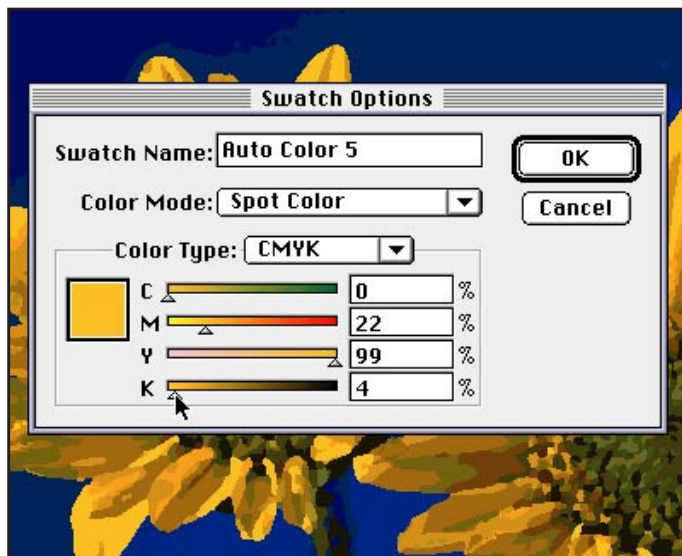 Swatch Options
Swatch Name: Auto Color 5
OK
Color Mode: Spot Color
Cancel
Color Type: CMYK
C 0 %
M 22 %
Y 99 %
K 4 %